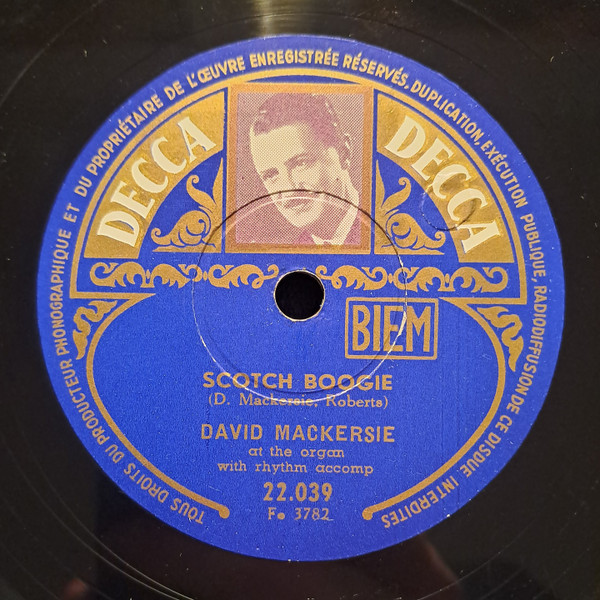 TOUS DROITS DU PRODUCTEUR PHONOGRAPHIQUE ET DU PROPRIÉTAIRE DE L'ŒUVRE ENREGISTRÉE RÉSERVÉS, DUPLICATION, EXÉCUTION PUBLIQUE, RADIODIFFUSION DE CE DISQUE INTERDITES
DECCA
DECCA
BIEM
SCOTCH BOOGIE
(D. Mackersie, Roberts)
DAVID MACKERSIE
at the organ
with rhythm accomp
22.039
F. 3782